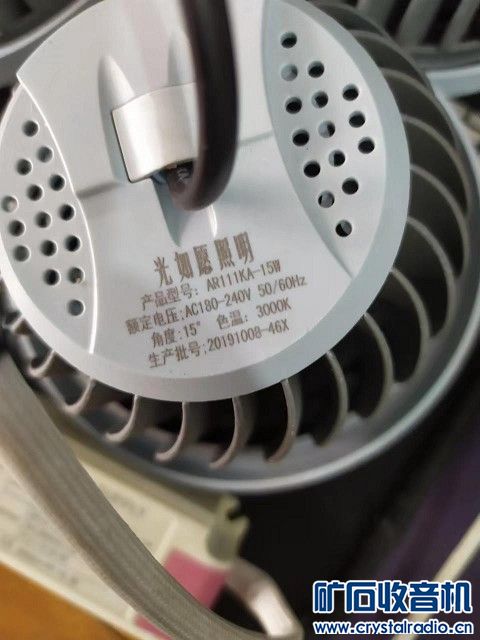 光如愿照明
产品型号: AR111KA-15W
额定电压:AC180-240V 50/60Hz
角度:15° 色温: 3000K
生产批号:20191008-46X
矿石收音机
www.crystalradio.cn